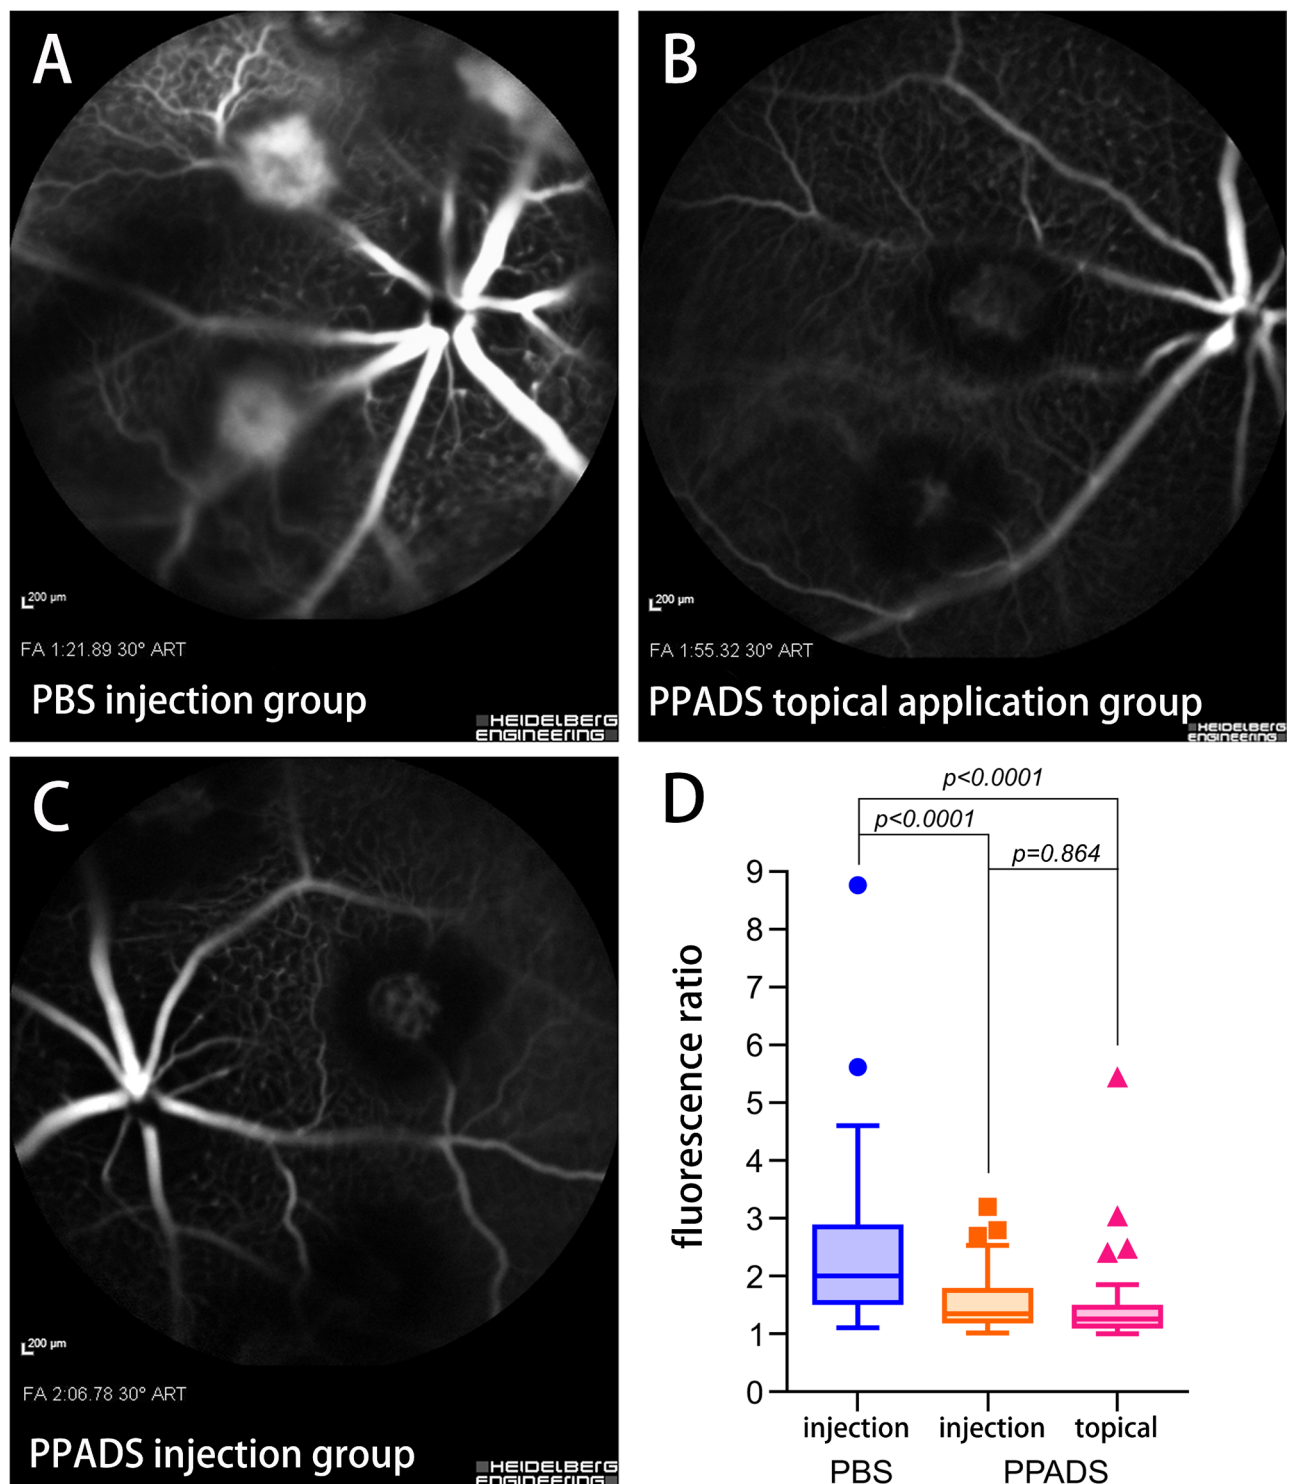 A
200 µm
FA 1:21.89 30° ART
PBS injection group
HEIDELBERG
ENGINEERING
B
200 µm
FA 1:55.32 30° ART
PPADS topical application group
HEIDELBERG
ENGINEERING
C
200 µm
FA 2:06.78 30° ART
PPADS injection group
HEIDELBERG
ENGINEERING
D
p<0.0001
p<0.0001
p=0.864
fluorescence ratio
9
8
7
6
5
4
3
2
1
0
injection injection topical
PBS PPADS